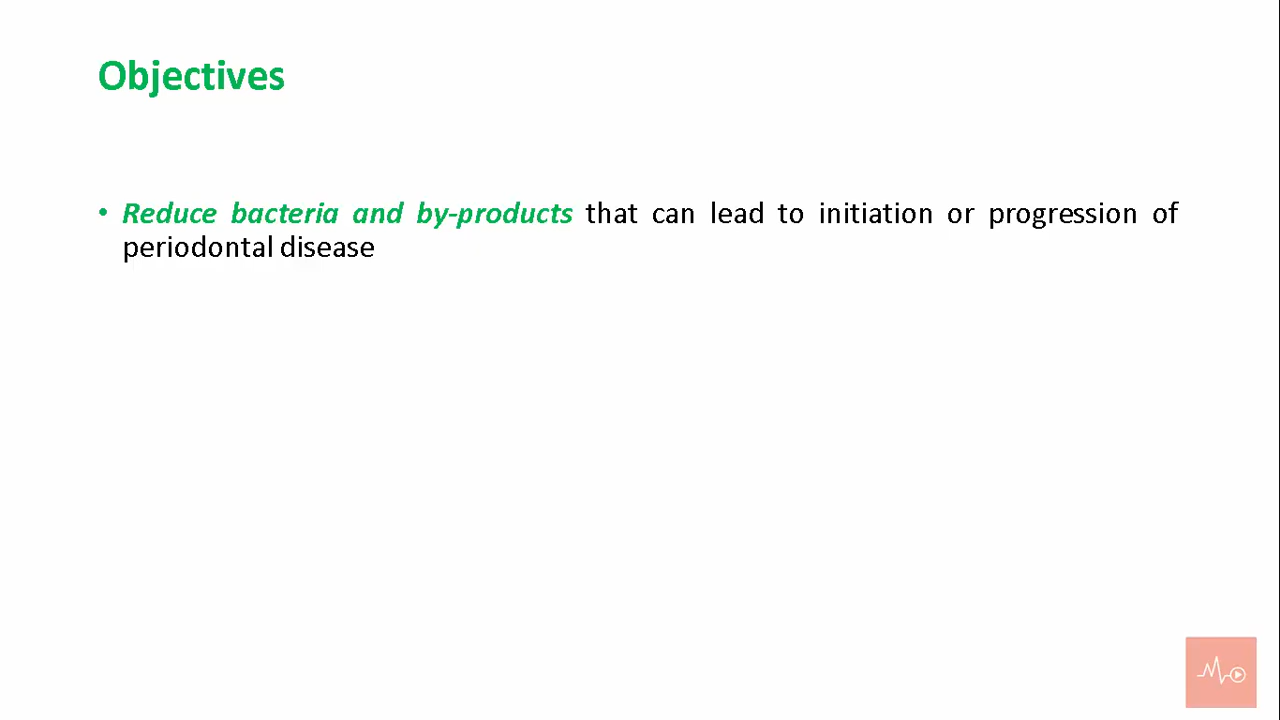 Objectives
• Reduce bacteria and by-products that can lead to initiation or progression of
periodontal disease